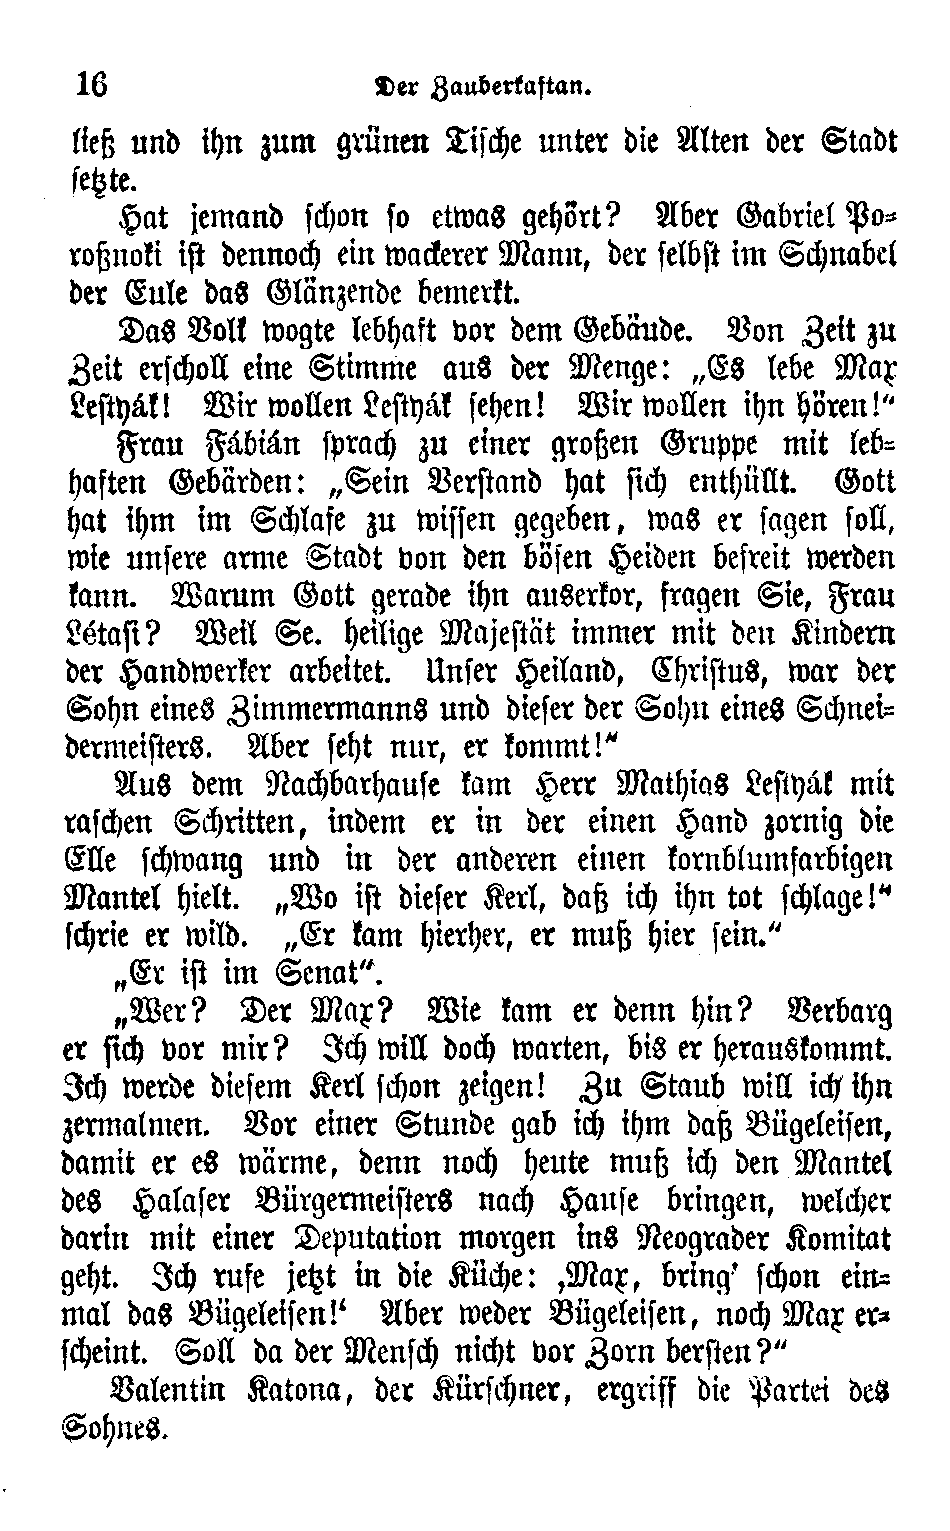 16 Der Zauberkaftan.
ließ und ihn zum grünen Tische unter die Alten der Stadt
setzte.
Hat jemand schon so etwas gehört? Aber Gabriel Po-
roßnoki ist dennoch ein wackerer Mann, der selbst im Schnabel
der Eule das Glänzende bemerkt.
Das Volk wogte lebhaft vor dem Gebäude. Von Zeit zu
Zeit erscholl eine Stimme aus der Menge: „Es lebe Max
Lestyák! Wir wollen Lestyák sehen! Wir wollen ihn hören!“
Frau Fábián sprach zu einer großen Gruppe mit leb-
haften Gebärden: „Sein Verstand hat sich enthüllt. Gott
hat ihm im Schlafe zu wissen gegeben, was er sagen soll,
wie unsere arme Stadt von den bösen Heiden befreit werden
kann. Warum Gott gerade ihn auserkor, fragen Sie, Frau
Létasi? Weil Se. heilige Majestät immer mit den Kindern
der Handwerker arbeitet. Unser Heiland, Christus, war der
Sohn eines Zimmermanns und dieser der Sohn eines Schnei-
dermeisters. Aber seht nur, er kommt!“
Aus dem Nachbarhause kam Herr Mathias Lestyák mit
raschen Schritten, indem er in der einen Hand zornig die
Elle schwang und in der anderen einen kornblumfarbigen
Mantel hielt. „Wo ist dieser Kerl, daß ich ihn tot schlage!“
schrie er wild. „Er kam hierher, er muß hier sein.“
„Er ist im Senat“.
„Wer? Der Max? Wie kam er denn hin? Verbarg
er sich vor mir? Ich will doch warten, bis er herauskommt.
Ich werde diesem Kerl schon zeigen! Zu Staub will ich ihn
zermalmen. Vor einer Stunde gab ich ihm daß Bügeleisen,
damit er es wärme, denn noch heute muß ich den Mantel
des Halaser Bürgermeisters nach Hause bringen, welcher
darin mit einer Deputation morgen ins Neograder Komitat
geht. Ich rufe jetzt in die Küche: ‚Max, bring’ schon ein-
mal das Bügeleisen!‘ Aber weder Bügeleisen, noch Max er-
scheint. Soll da der Mensch nicht vor Zorn bersten?“
Valentin Katona, der Kürschner, ergriff die Partei des
Sohnes.